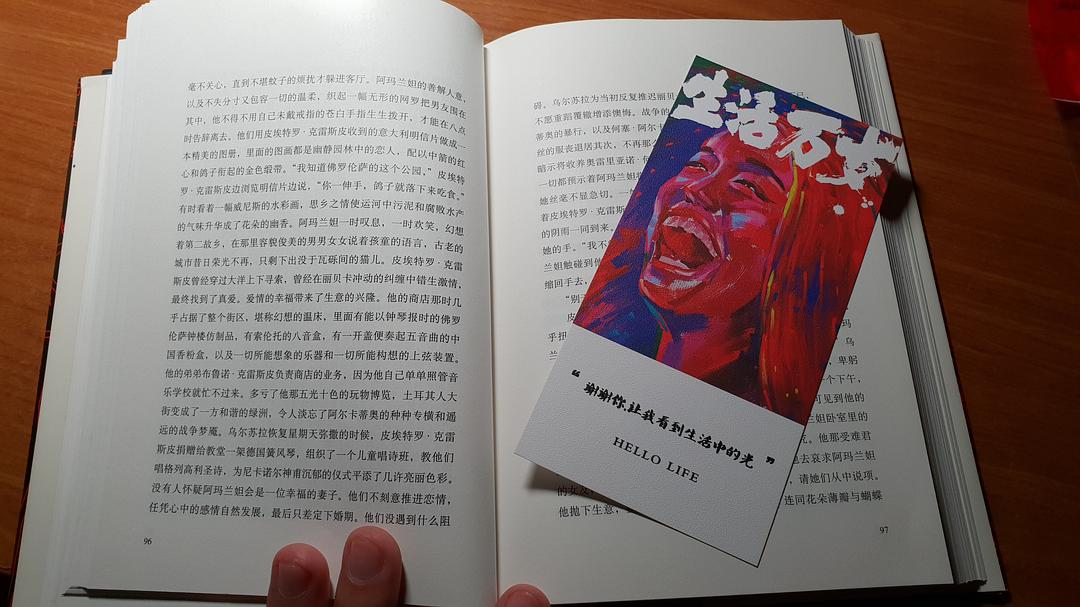 毫不关心，直到不堪蚊子的烦扰才躲进客厅。阿玛兰妲的善解人意，
以及不失分寸又包容一切的温柔，织起一幅无形的网罗把男友围在
其中，他不得不用自己未戴戒指的苍白手指生生拨开，才能在八点
时告辞离去。他们用皮埃特罗·克雷斯皮收到的意大利明信片做成一
本精美的图册，里面的图画都是幽静园林中的恋人，配以中箭的红
心和鸽子衔起的金色缎带。“我知道佛罗伦萨的这个公园。”皮埃特
罗·克雷斯皮边浏览明信片边说，“你一伸手，鸽子就落下来吃食。”
有时看着一幅威尼斯的水彩画，思乡之情使运河中污泥和腐败水产
的气味升华成了花朵的幽香。阿玛兰妲一时叹息，一时欢笑，幻想
着第二故乡，在那里容貌俊美的男男女女说着孩童的语言，古老的
城市昔日荣光不再，只剩下出没于瓦砾间的猫儿。皮埃特罗·克雷
斯皮曾经穿过大洋上下寻索，曾经在丽贝卡冲动的纠缠中错生激情，
最终找到了真爱。爱情的幸福带来了生意的兴隆。他的商店那时几
乎占据了整个街区，堪称幻想的温床，里面有能以钟琴报时的佛罗
伦萨钟楼仿制品，有索伦托的八音盒，有一开盖便奏起五音曲的中
国香粉盒，以及一切所能想象的乐器和一切所能构想的上弦装置。
他的弟弟布鲁诺·克雷斯皮负责商店的业务，因为他自己单单照管音
乐学校就忙不过来。多亏了他那五光十色的玩物博览，土耳其人大
街变成了一方和谐的绿洲，令人淡忘了阿尔卡蒂奥的种种专横和遥
远的战争梦魇。乌尔苏拉恢复星期天弥撒的时候，皮埃特罗·克雷
斯皮捐赠给教堂一架德国簧风琴，组织了一个儿童唱诗班，教他们
唱格列高利圣诗，为尼卡诺尔神甫沉郁的仪式平添了几许亮丽色彩。
没有人怀疑阿玛兰妲会是一位幸福的妻子。他们不刻意推进恋情，
任凭心中的感情自然发展，最后只差定下婚期。他们没遇到什么阻
96
碍。乌尔苏拉为当初反复推迟丽贝
不愿重蹈覆辙增添懊悔。战争的
蒂奥的暴行，以及何塞·阿尔卡
丝的服丧退居其次，不再那么
暗示将收养奥雷里亚诺·何
一切都预示着阿玛兰妲
她丝毫不显急切。一
着皮埃特罗·克雷斯
的阴雨一同到来。
她的手。“我不
兰妲触碰到他
缩回手去，
“别
皮
乎扭
兰
玛
乌
卑躬
个下午，
可见到他的
兰妲卧室里的
。他那受难君
去哀求阿玛兰妲
，请她们从中说项。
连同花朵薄瓣与蝴蝶
的女友
他抛下生意，
97
生活万岁
“谢谢你,让我看到生活中的光”
HELLO LIFE